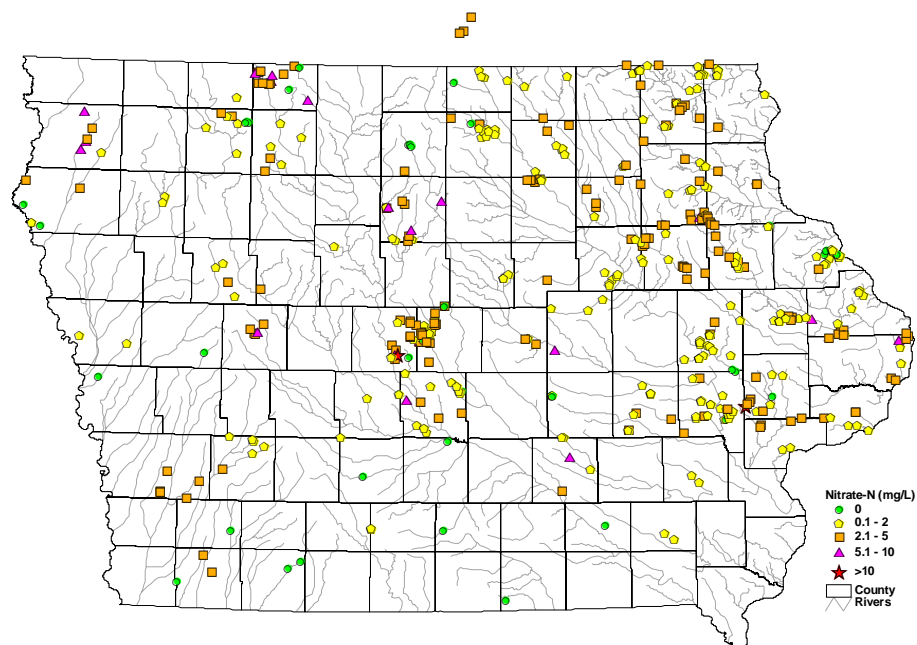 Nitrate-N (mg/L)
0
0.1 - 2
2.1 - 5
5.1 - 10
>10
County
Rivers